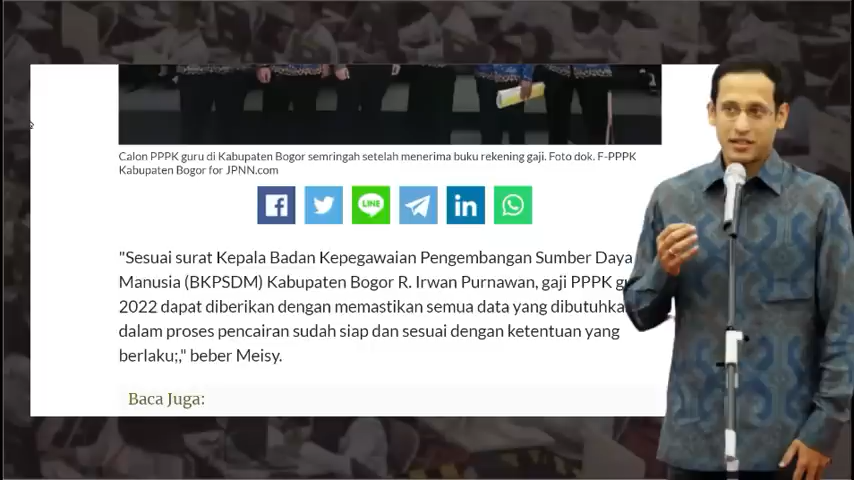 Calon PPPK guru di Kabupaten Bogor semringah setelah menerima buku rekening gaji. Foto dok. F-PPPK
Kabupaten Bogor for JPNN.com
LINE
in
"Sesuai surat Kepala Badan Kepegawaian Pengembangan Sumber Daya
Manusia (BKPSDM) Kabupaten Bogor R. Irwan Purnawan, gaji PPPK
2022 dapat diberikan dengan memastikan semua data yang dibutuhka
dalam proses pencairan sudah siap dan sesuai dengan ketentuan yang
berlaku;," beber Meisy.
Baca Juga: